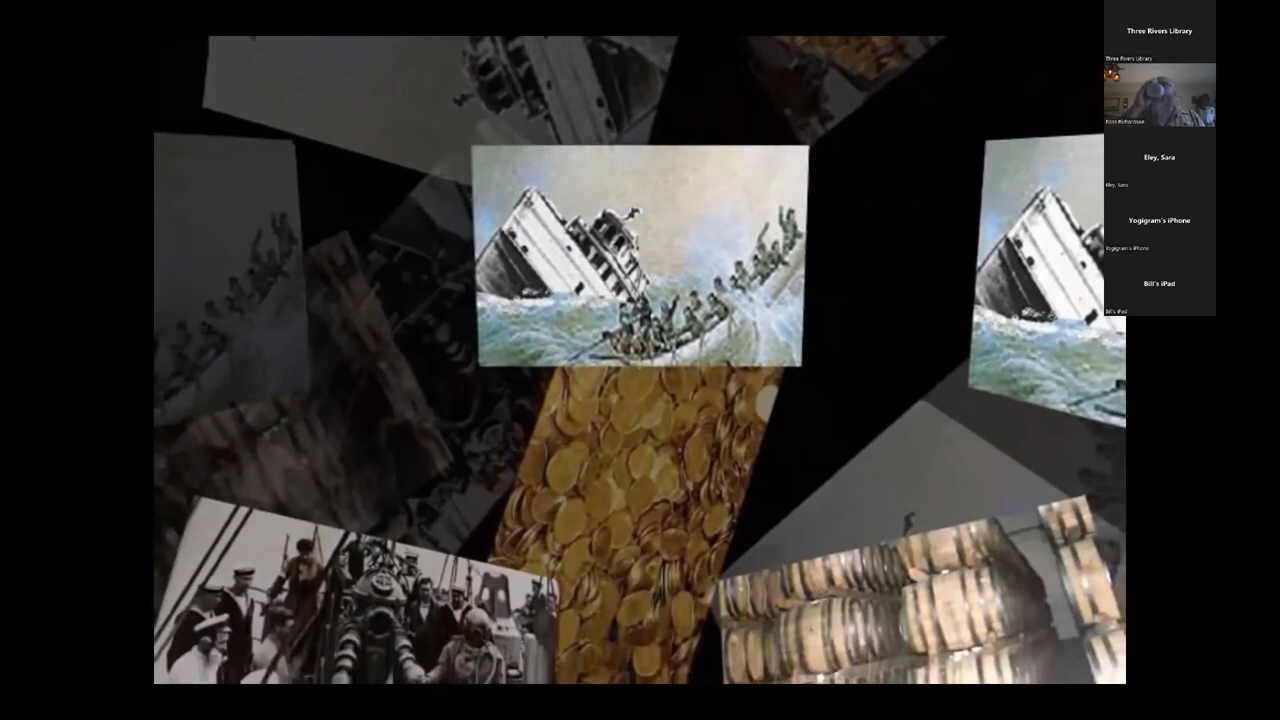 Three Rivers Library
Three Rivers Library
Ross Richardson
Eley, Sara
Eley, Sara
Yogigram's iPhone
Yogigram's iPhone
Bill's iPad
Bill's iPad